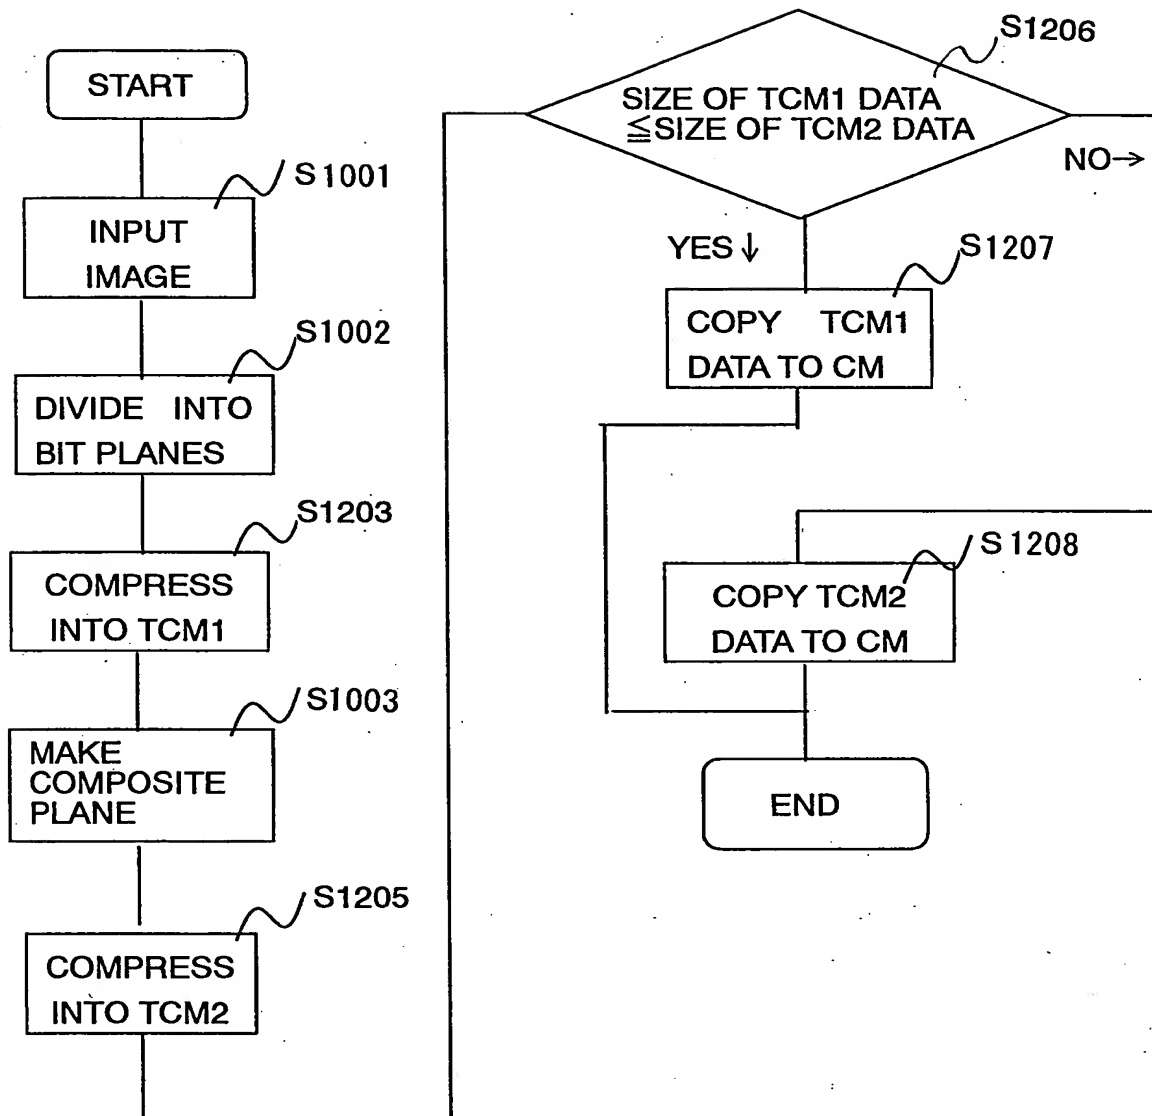 START
S1001
INPUT
IMAGE
S1002
DIVIDE INTO
BIT PLANES
S1203
COMPRESS
INTO TCM1
S1003
MAKE
COMPOSITE
PLANE
S1205
COMPRESS
INTO TCM2
S1206
SIZE OF TCM1 DATA
≦SIZE OF TCM2 DATA
NO→
YES↓
S1207
COPY TCM1
DATA TO CM
S1208
COPY TCM2
DATA TO CM
END